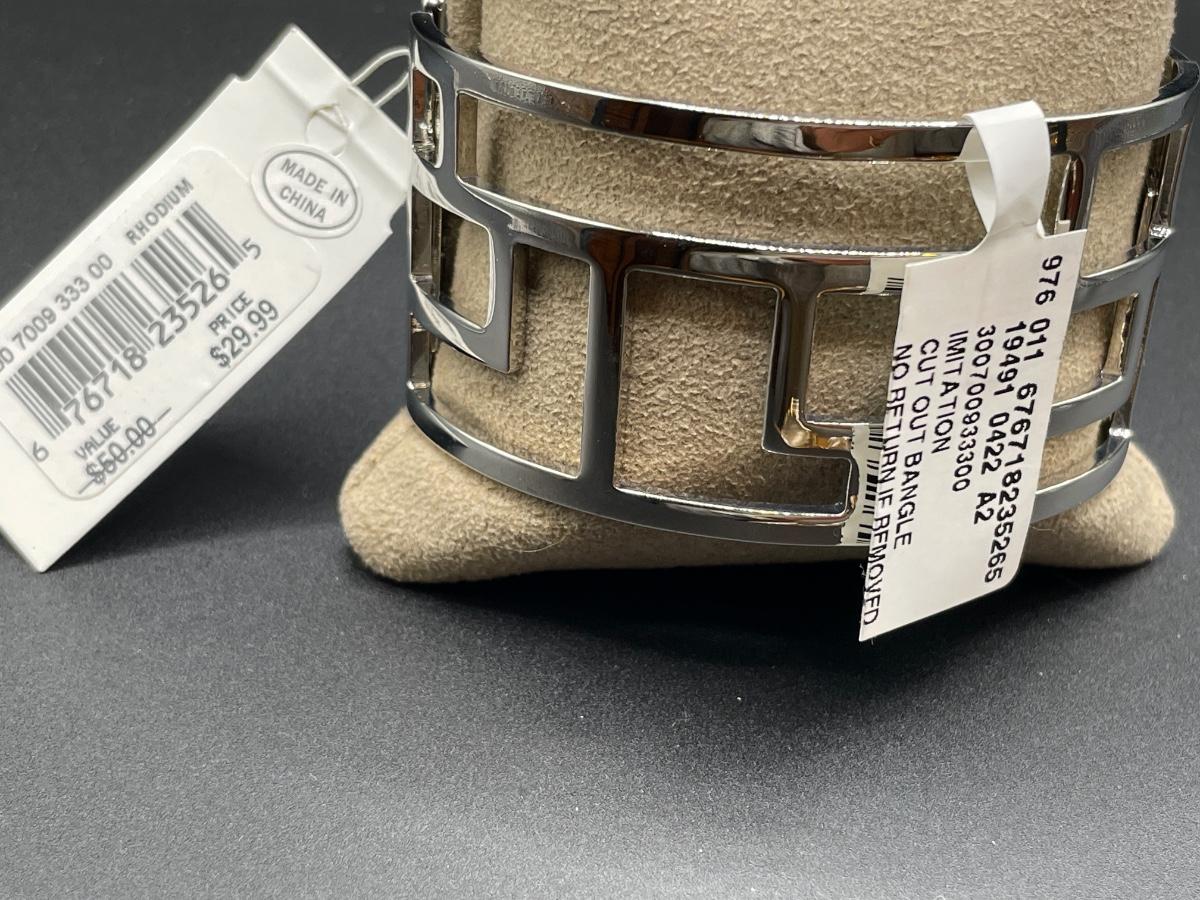 MADE IN
CHINA
00 7009 333 00 RHODIUM
6 76718 23526 5
VALUE PRICE
$50.00 $29.99
976 011 676718235265
19491 0422 A2
300700933300
IMITATION
CUT OUT BANGLE
NO RETURN IF REMOVED